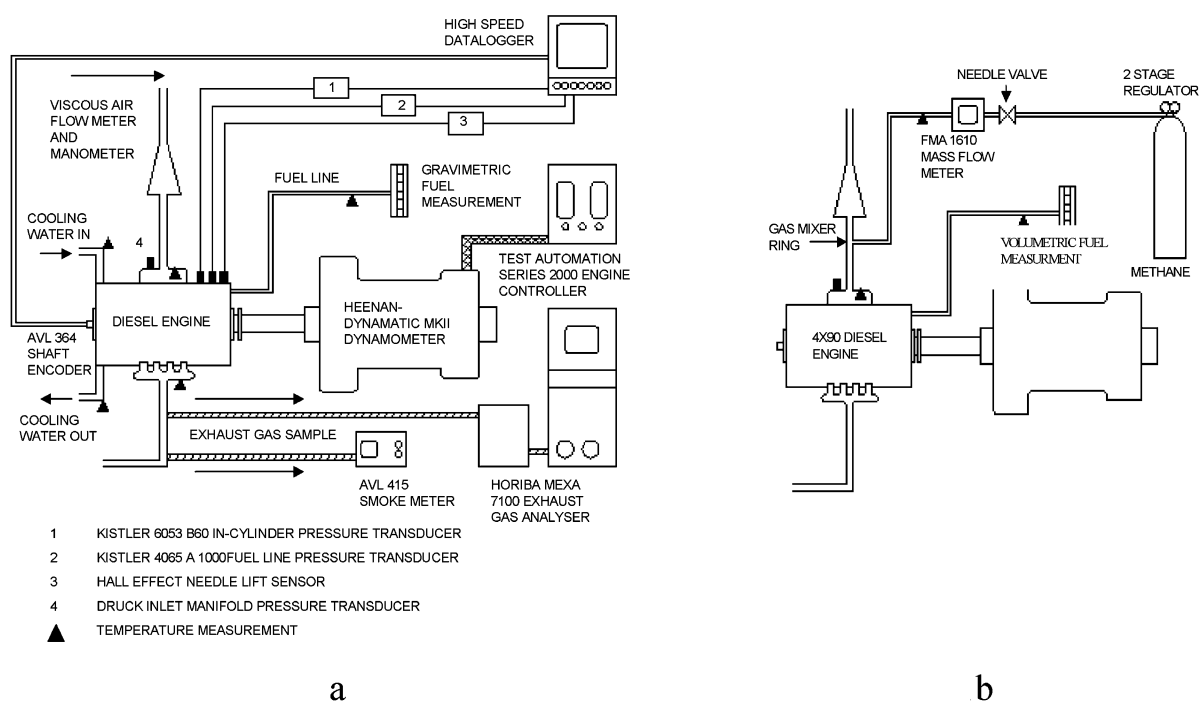 HIGH SPEED
DATALOGGER
1
2
3
VISCOUS AIR
FLOW METER
AND
MANOMETER
FUEL LINE
GRAVIMETRIC
FUEL
MEASUREMENT
COOLING
WATER IN
4
TEST AUTOMATION
SERIES 2000 ENGINE
CONTROLLER
DIESEL ENGINE
HEENAN-
DYNAMATIC MKII
DYNAMOMETER
AVL 364
SHAFT
ENCODER
COOLING
WATER OUT
EXHAUST GAS SAMPLE
AVL 415
SMOKE METER
HORIBA MEXA
7100 EXHAUST
GAS ANALYSER
1 KISTLER 6053 B60 IN-CYLINDER PRESSURE TRANSDUCER
2 KISTLER 4065 A 1000FUEL LINE PRESSURE TRANSDUCER
3 HALL EFFECT NEEDLE LIFT SENSOR
4 DRUCK INLET MANIFOLD PRESSURE TRANSDUCER
TEMPERATURE MEASUREMENT
a
NEEDLE VALVE
2 STAGE
REGULATOR
FMA 1610
MASS FLOW
METER
GAS MIXER
RING
VOLUMETRIC FUEL
MEASURMENT
METHANE
4X90 DIESEL
ENGINE
b